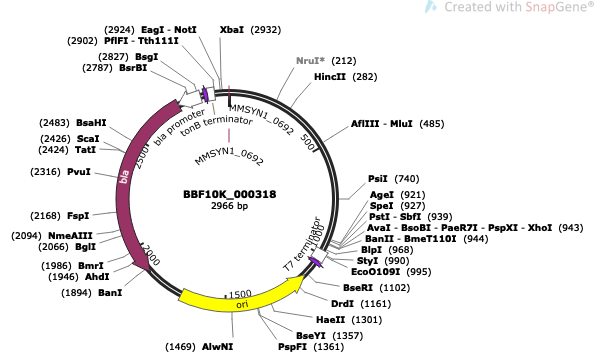 Created with SnapGene®
(2924) EagI - NotI
XbaI (2932)
(2902) PflFI - Tth111I
(2827) BsgI
(2787) BsrBI
NruI* (212)
HincII (282)
AflIII - MluI (485)
(2483) BsaHI
(2426) ScaI
(2424) TatI
(2316) PvuI
(2168) FspI
(2094) NmeAIII
(2066) BglI
(1986) BmrI
(1946) AhdI
(1894) BanI
PsiI (740)
AgeI (921)
SpeI (927)
PstI - SbfI (939)
AvaI - BsoBI - PaeR7I - PspXI - XhoI (943)
BanII - BmeT110I (944)
BlpI (968)
StyI (990)
EcoO109I (995)
BseRI (1102)
DrdI (1161)
HaeII (1301)
BseYI (1357)
PspFI (1361)
(1469) AlwNI
bla promoter
tonB terminator
MMSYN1_0692
MMSYN1_0692
T7 terminator
bla
ori
500
1000
1500
2000
2500
BBF10K_000318
2966 bp